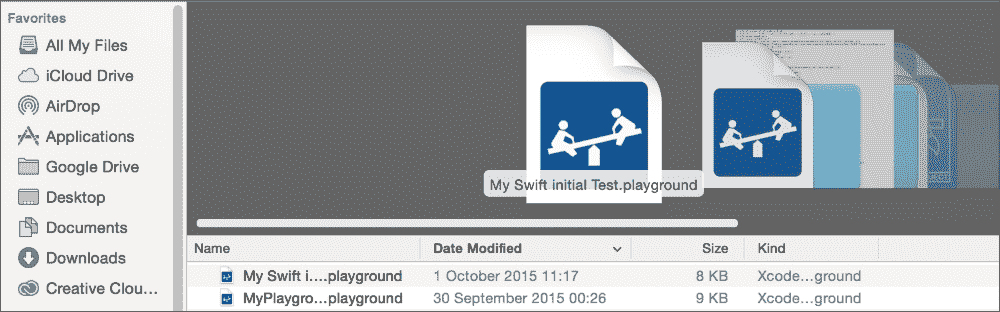 Favorites
All My Files
iCloud Drive
AirDrop
Applications
Google Drive
Desktop
Documents
Downloads
Creative Clou...
My Swift initial Test.playground
Name Date Modified Size Kind
My Swift i....playground 1 October 2015 11:17 8 KB Xcode...ground
MyPlaygro...playground 30 September 2015 00:26 9 KB Xcode...ground